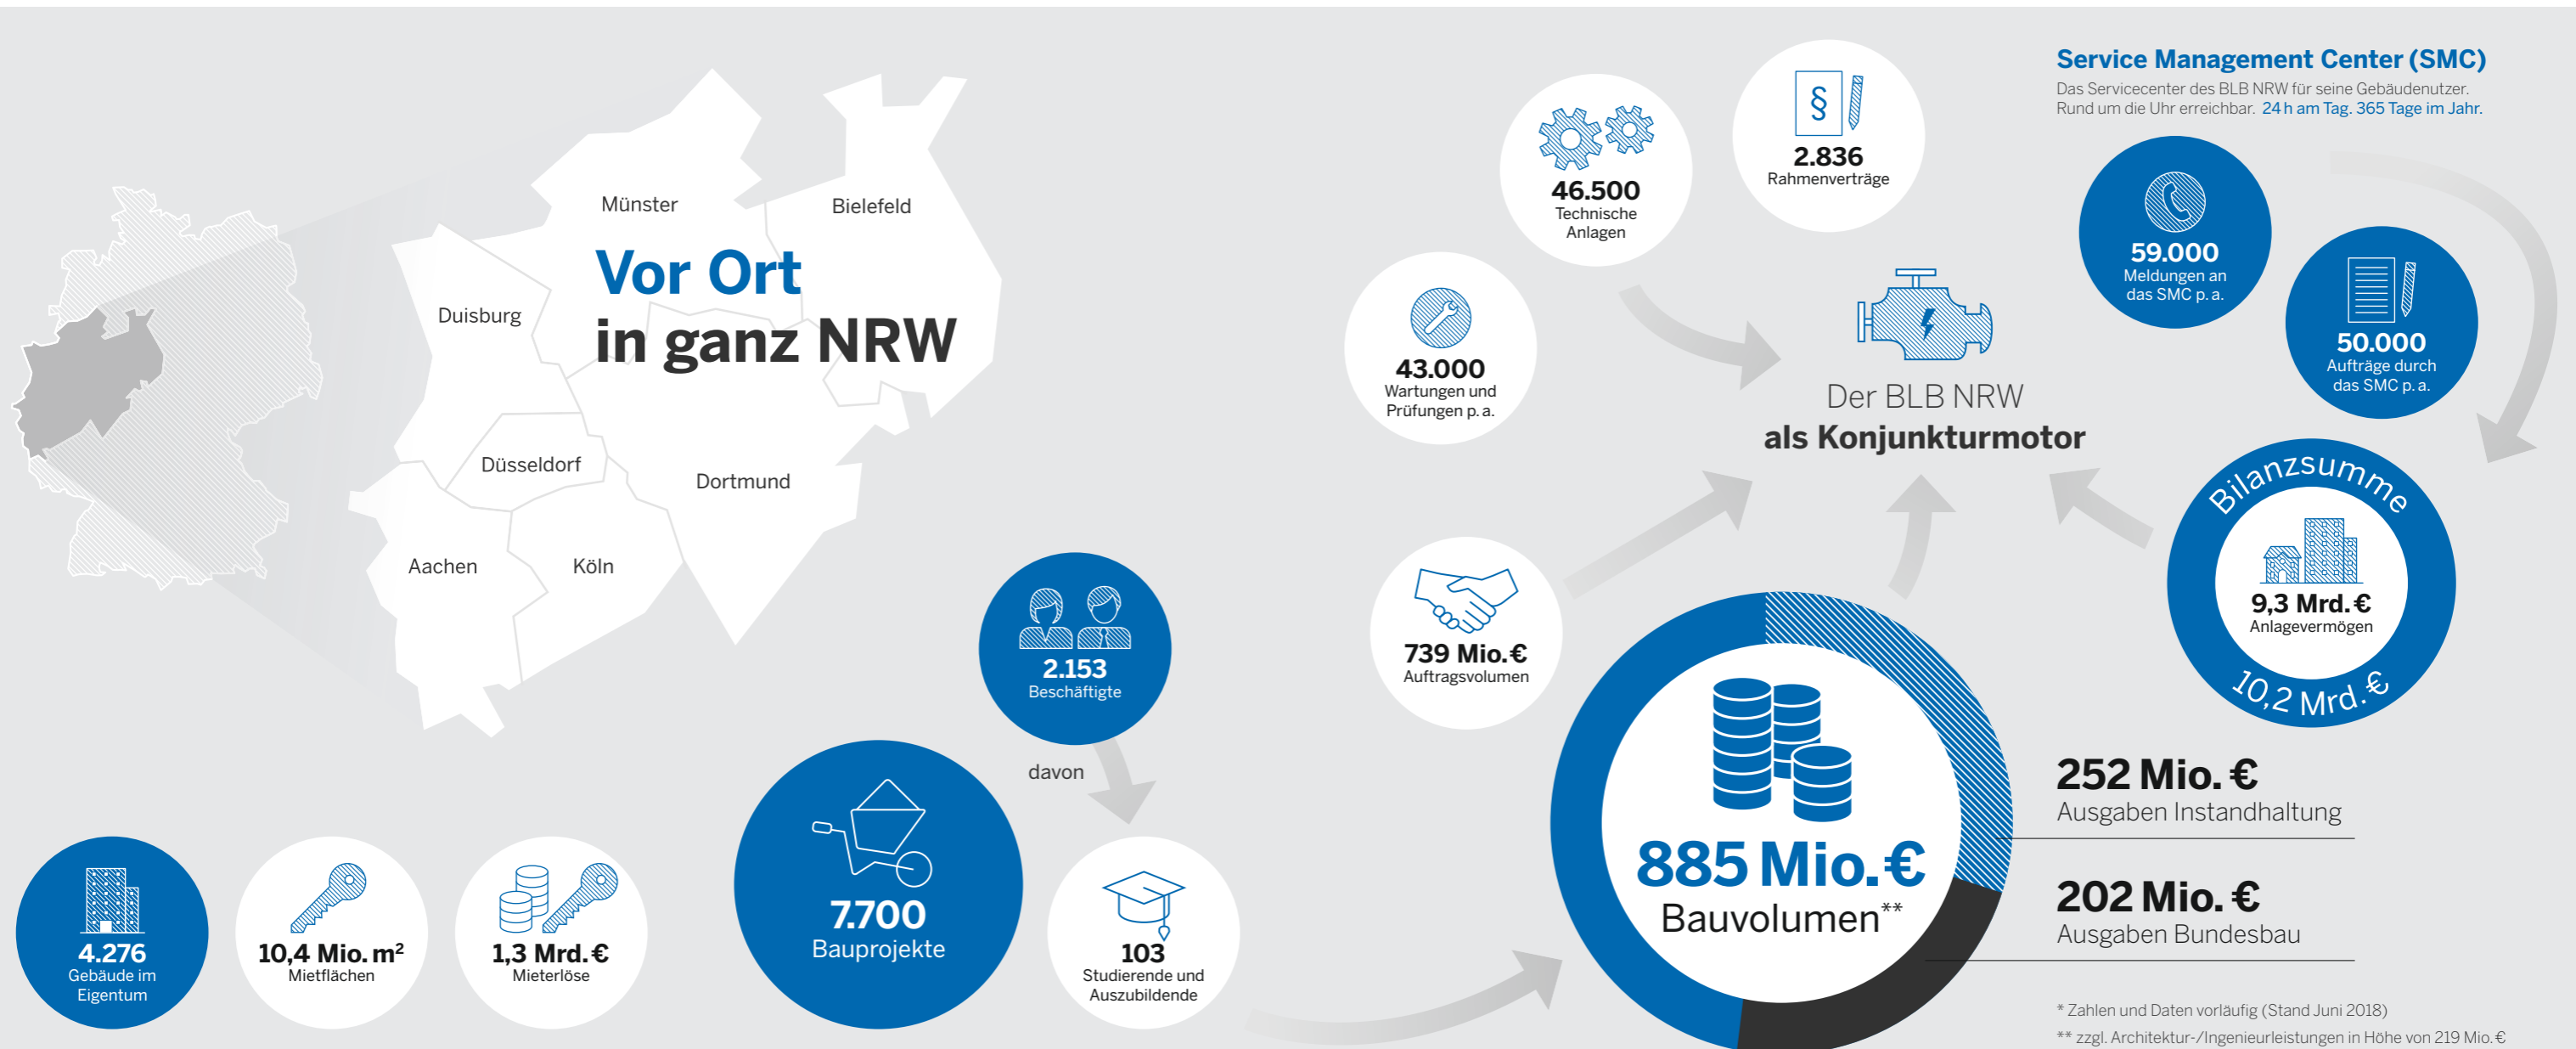 Vor Ort
in ganz NRW
Münster
Bielefeld
Duisburg
Düsseldorf
Dortmund
Aachen
Köln
2.153
Beschäftigte
davon
103
Studierende und
Auszubildende
7.700
Bauprojekte
4.276
Gebäude im
Eigentum
10,4 Mio. m²
Mietflächen
1,3 Mrd. €
Mieterlöse
46.500
Technische
Anlagen
§
2.836
Rahmenverträge
43.000
Wartungen und
Prüfungen p. a.
Der BLB NRW
als Konjunkturmotor
739 Mio. €
Auftragsvolumen
885 Mio. €
Bauvolumen**
Service Management Center (SMC)
Das Servicecenter des BLB NRW für seine Gebäudenutzer.
Rund um die Uhr erreichbar. 24 h am Tag. 365 Tage im Jahr.
59.000
Meldungen an
das SMC p. a.
50.000
Aufträge durch
das SMC p. a.
Bilanzsumme
9,3 Mrd. €
Anlagevermögen
10,2 Mrd. €
252 Mio. €
Ausgaben Instandhaltung
202 Mio. €
Ausgaben Bundesbau
* Zahlen und Daten vorläufig (Stand Juni 2018)
** zzgl. Architektur-/Ingenieurleistungen in Höhe von 219 Mio. €